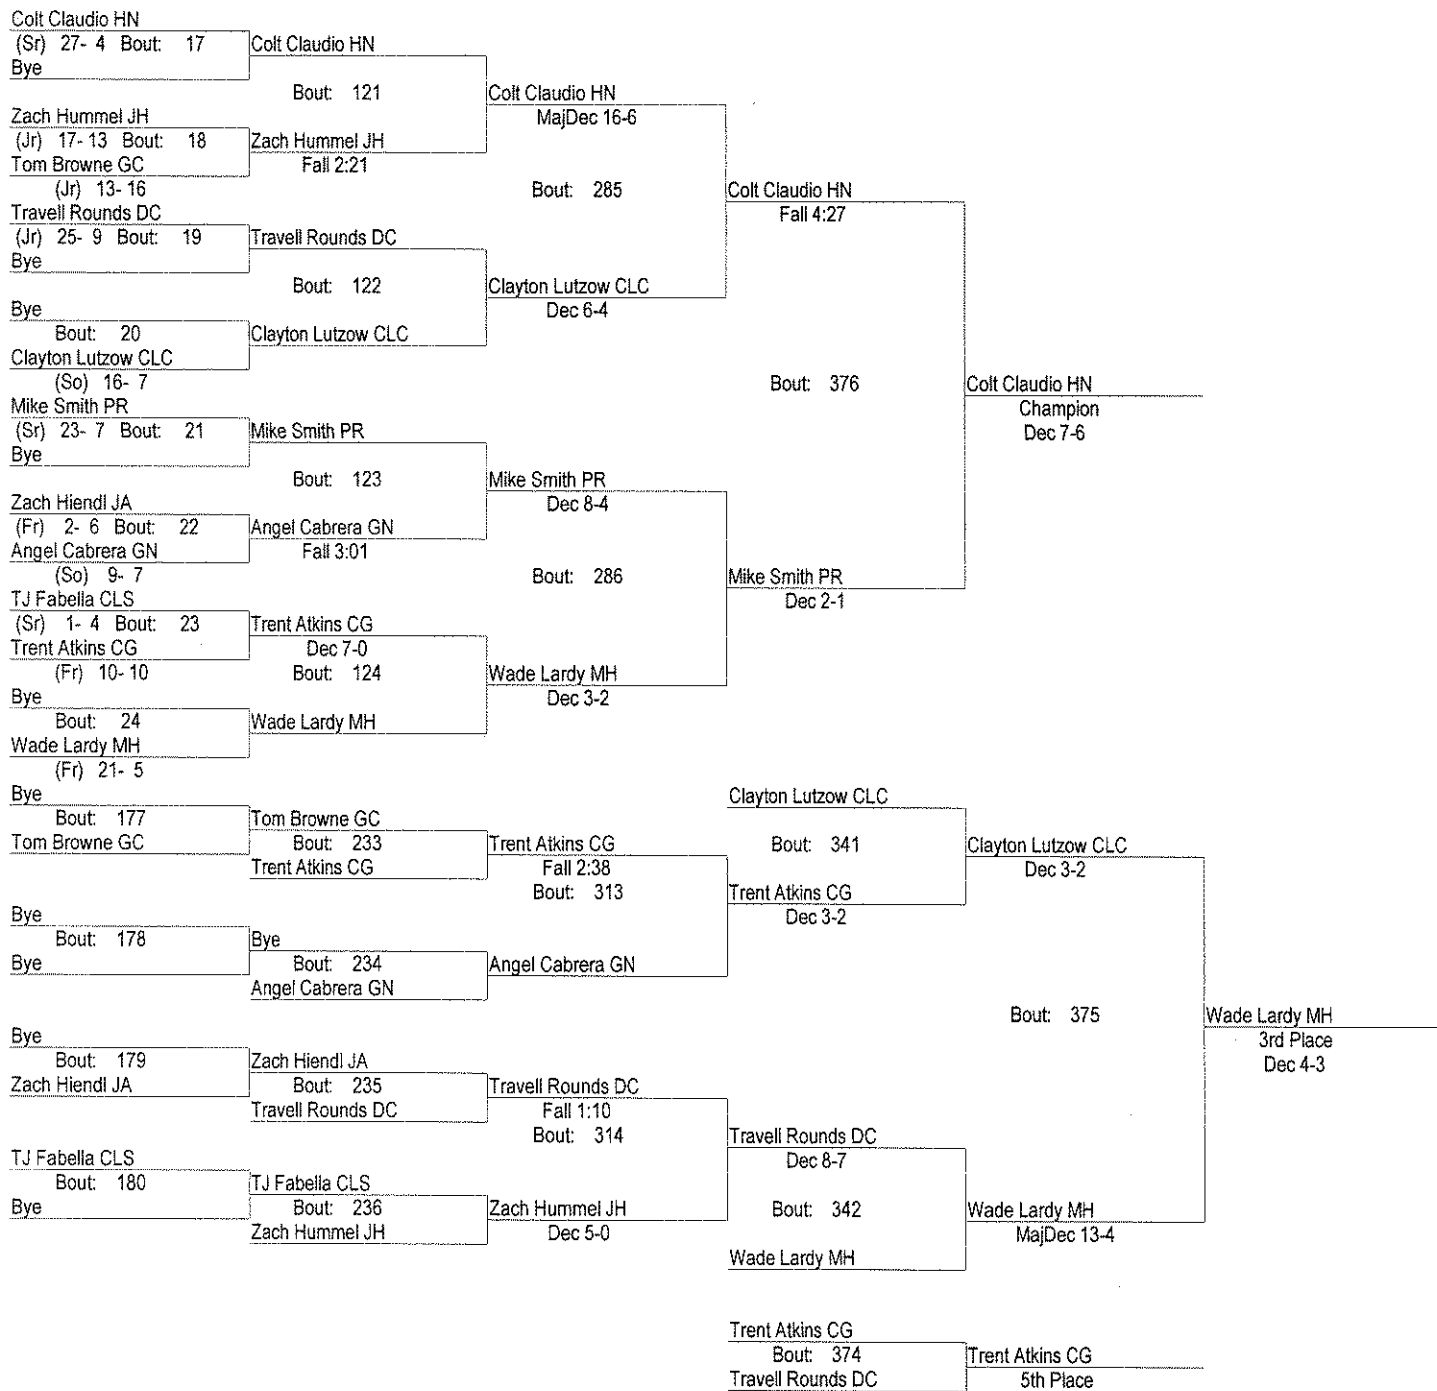 Colt Claudio HN
(Sr) 27- 4 Bout: 17
Bye
Colt Claudio HN
Bout: 121
Zach Hummel JH
(Jr) 17- 13 Bout: 18
Tom Browne GC
(Jr) 13- 16
Zach Hummel JH
Fall 2:21
Colt Claudio HN
MajDec 16-6
Bout: 285
Travell Rounds DC
(Jr) 25- 9 Bout: 19
Bye
Travell Rounds DC
Bout: 122
Bye
Bout: 20
Clayton Lutzow CLC
(So) 16- 7
Clayton Lutzow CLC
Clayton Lutzow CLC
Dec 6-4
Colt Claudio HN
Fall 4:27
Bout: 376
Mike Smith PR
(Sr) 23- 7 Bout: 21
Bye
Mike Smith PR
Bout: 123
Zach Hiendl JA
(Fr) 2- 6 Bout: 22
Angel Cabrera GN
(So) 9- 7
Angel Cabrera GN
Fall 3:01
Mike Smith PR
Dec 8-4
Bout: 286
TJ Fabella CLS
(Sr) 1- 4 Bout: 23
Trent Atkins CG
(Fr) 10- 10
Trent Atkins CG
Dec 7-0
Bout: 124
Bye
Bout: 24
Wade Lardy MH
(Fr) 21- 5
Wade Lardy MH
Wade Lardy MH
Dec 3-2
Mike Smith PR
Dec 2-1
Colt Claudio HN
Champion
Dec 7-6
Bye
Bout: 177
Tom Browne GC
Tom Browne GC
Bout: 233
Trent Atkins CG
Trent Atkins CG
Fall 2:38
Bout: 313
Bye
Bout: 178
Bye
Bye
Bout: 234
Angel Cabrera GN
Angel Cabrera GN
Clayton Lutzow CLC
Bout: 341
Trent Atkins CG
Dec 3-2
Clayton Lutzow CLC
Dec 3-2
Bout: 375
Bye
Bout: 179
Zach Hiendl JA
Zach Hiendl JA
Bout: 235
Travell Rounds DC
Travell Rounds DC
Fall 1:10
Bout: 314
TJ Fabella CLS
Bout: 180
Bye
TJ Fabella CLS
Bout: 236
Zach Hummel JH
Zach Hummel JH
Dec 5-0
Travell Rounds DC
Dec 8-7
Bout: 342
Wade Lardy MH
Wade Lardy MH
MajDec 13-4
Wade Lardy MH
3rd Place
Dec 4-3
Trent Atkins CG
Bout: 374
Travell Rounds DC
Trent Atkins CG
5th Place